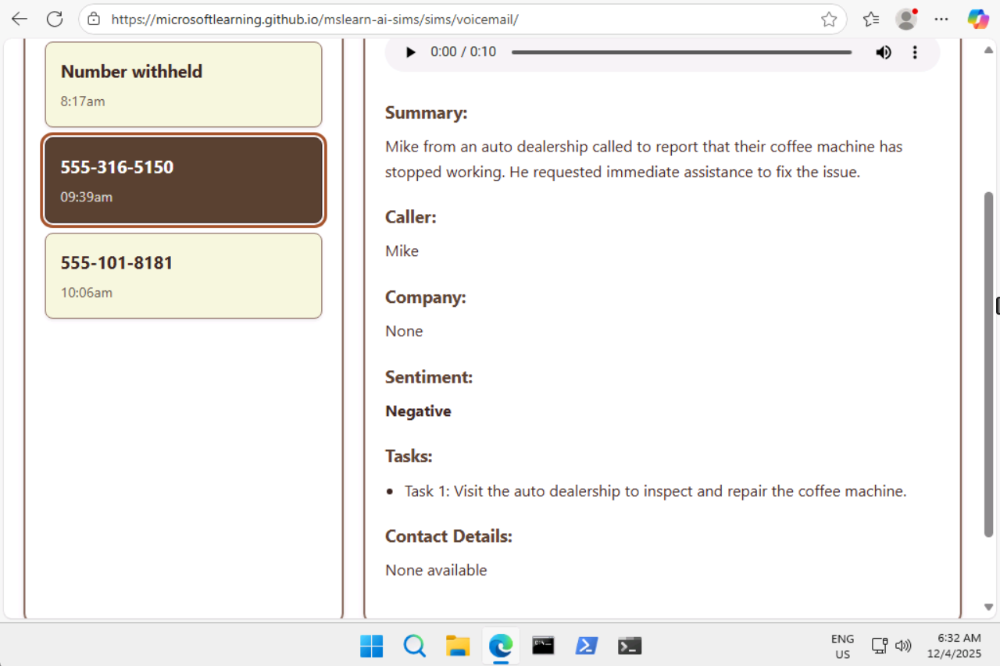 https://microsoftlearning.github.io/mslearn-ai-sims/sims/voicemail/
Number withheld
8:17am
555-316-5150
09:39am
555-101-8181
10:06am
0:00 / 0:10
Summary:
Mike from an auto dealership called to report that their coffee machine has
stopped working. He requested immediate assistance to fix the issue.
Caller:
Mike
Company:
None
Sentiment:
Negative
Tasks:
• Task 1: Visit the auto dealership to inspect and repair the coffee machine.
Contact Details:
None available
ENG
US
6:32 AM
12/4/2025